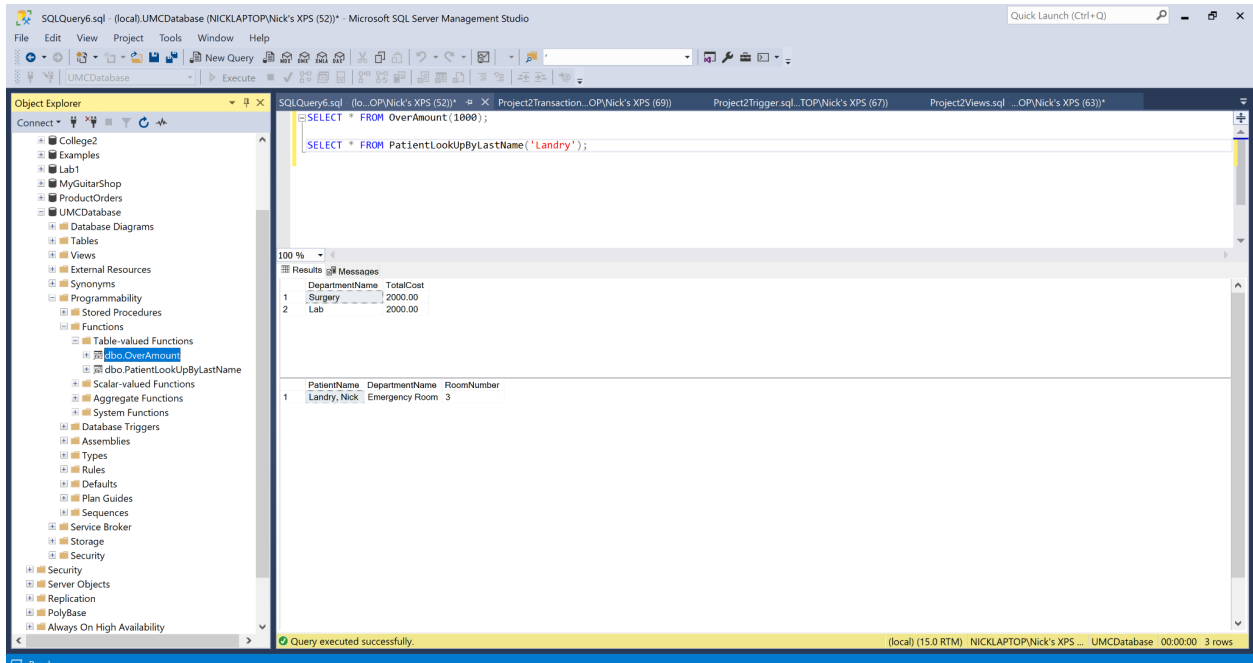 SQLQuery6.sql - (local).UMCDatabase (NICKLAPTOP\Nick's XPS (52))* - Microsoft SQL Server Management Studio
Quick Launch (Ctrl+Q)
File Edit View Project Tools Window Help
New Query
UMCDatabase Execute
Object Explorer
Connect
College2
Examples
Lab1
MyGuitarShop
ProductOrders
UMCDatabase
Database Diagrams
Tables
Views
External Resources
Synonyms
Programmability
Stored Procedures
Functions
Table-valued Functions
dbo.OverAmount
dbo.PatientLookUpByLastName
Scalar-valued Functions
Aggregate Functions
System Functions
Database Triggers
Assemblies
Types
Rules
Defaults
Plan Guides
Sequences
Service Broker
Storage
Security
Security
Server Objects
Replication
PolyBase
Always On High Availability
SQLQuery6.sql - (lo...OP\Nick's XPS (52))* Project2Transaction...OP\Nick's XPS (69)) Project2Trigger.sql...TOP\Nick's XPS (67)) Project2Views.sql ...OP\Nick's XPS (63))*
SELECT * FROM OverAmount(1000);
SELECT * FROM PatientLookUpByLastName('Landry');
100 %
Results Messages
DepartmentName TotalCost
1 Surgery 2000.00
2 Lab 2000.00
PatientName DepartmentName RoomNumber
1 Landry, Nick Emergency Room 3
Query executed successfully. (local) (15.0 RTM) NICKLAPTOP\Nick's XPS ... UMCDatabase 00:00:00 3 rows